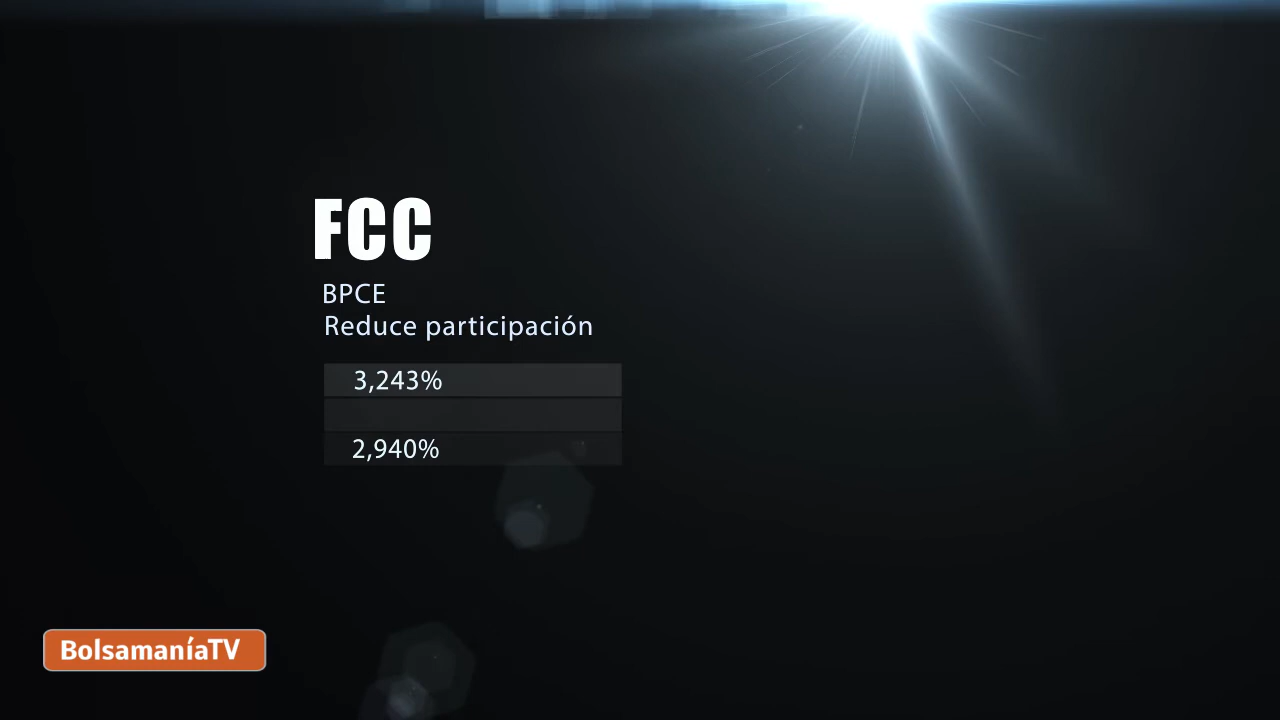 FCC
BPCE
Reduce participación
3,243%
2,940%
BolsamaníaTV